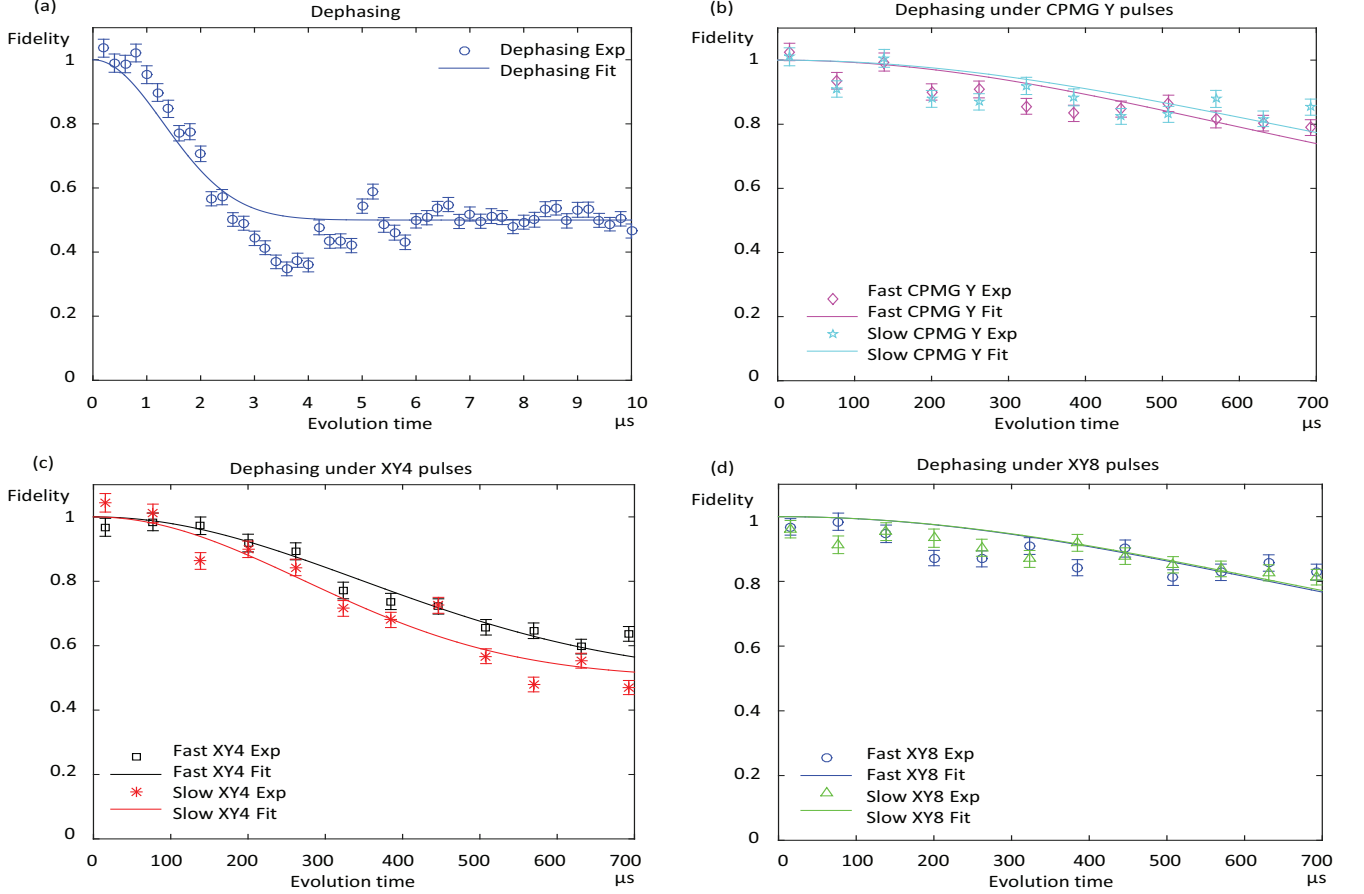 (a)
Dephasing
Fidelity
1
0.8
0.6
0.4
0.2
0
Dephasing Exp
Dephasing Fit
0 1 2 3 4 5 6 7 8 9 10
Evolution time
μs
(b)
Dephasing under CPMG Y pulses
Fidelity
1
0.8
0.6
0.4
0.2
0
Fast CPMG Y Exp
Fast CPMG Y Fit
Slow CPMG Y Exp
Slow CPMG Y Fit
0 100 200 300 400 500 600 700
Evolution time
μs
(c)
Dephasing under XY4 pulses
Fidelity
1
0.8
0.6
0.4
0.2
0
Fast XY4 Exp
Fast XY4 Fit
Slow XY4 Exp
Slow XY4 Fit
0 100 200 300 400 500 600 700
Evolution time
μs
(d)
Dephasing under XY8 pulses
Fidelity
1
0.8
0.6
0.4
0.2
0
Fast XY8 Exp
Fast XY8 Fit
Slow XY8 Exp
Slow XY8 Fit
0 100 200 300 400 500 600 700
Evolution time
μs